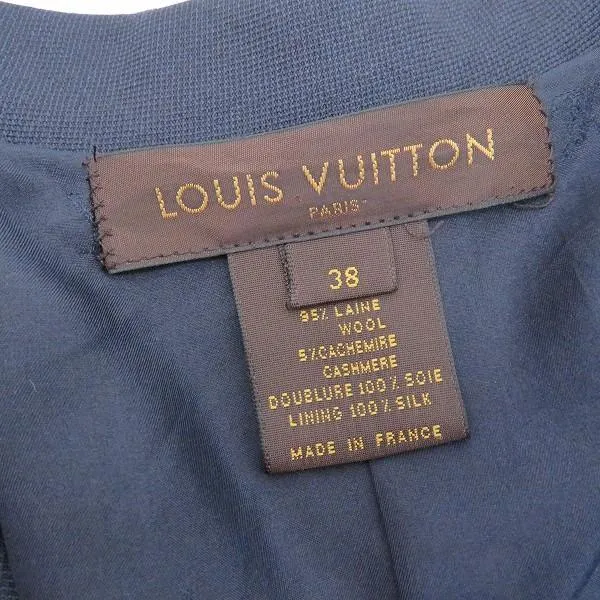 LOUIS VUITTON
PARIS
38
95% LAINE
WOOL
5% CACHEMIRE
CASHMERE
DOUBLURE 100% SOIE
LINING 100% SILK
MADE IN FRANCE